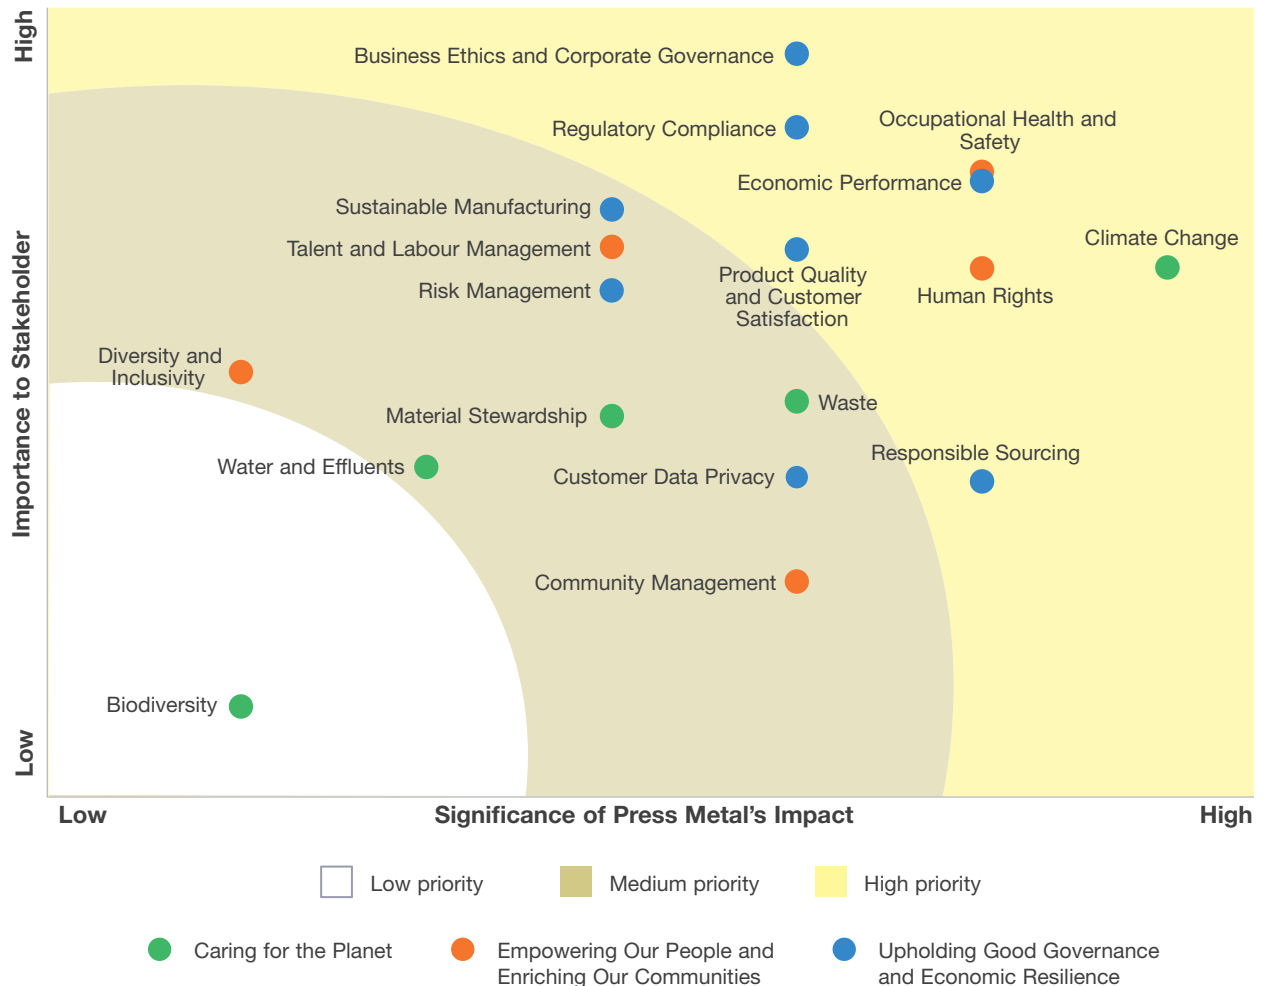 High
Importance to Stakeholder
Low
Business Ethics and Corporate Governance
Regulatory Compliance
Occupational Health and
Safety
Economic Performance
Sustainable Manufacturing
Talent and Labour Management
Climate Change
Product Quality
and Customer
Satisfaction
Risk Management
Human Rights
Diversity and
Inclusivity
Material Stewardship
Waste
Water and Effluents
Customer Data Privacy
Responsible Sourcing
Community Management
Biodiversity
Low
Significance of Press Metal’s Impact
High
Low priority
Medium priority
High priority
Caring for the Planet
Empowering Our People and
Enriching Our Communities
Upholding Good Governance
and Economic Resilience